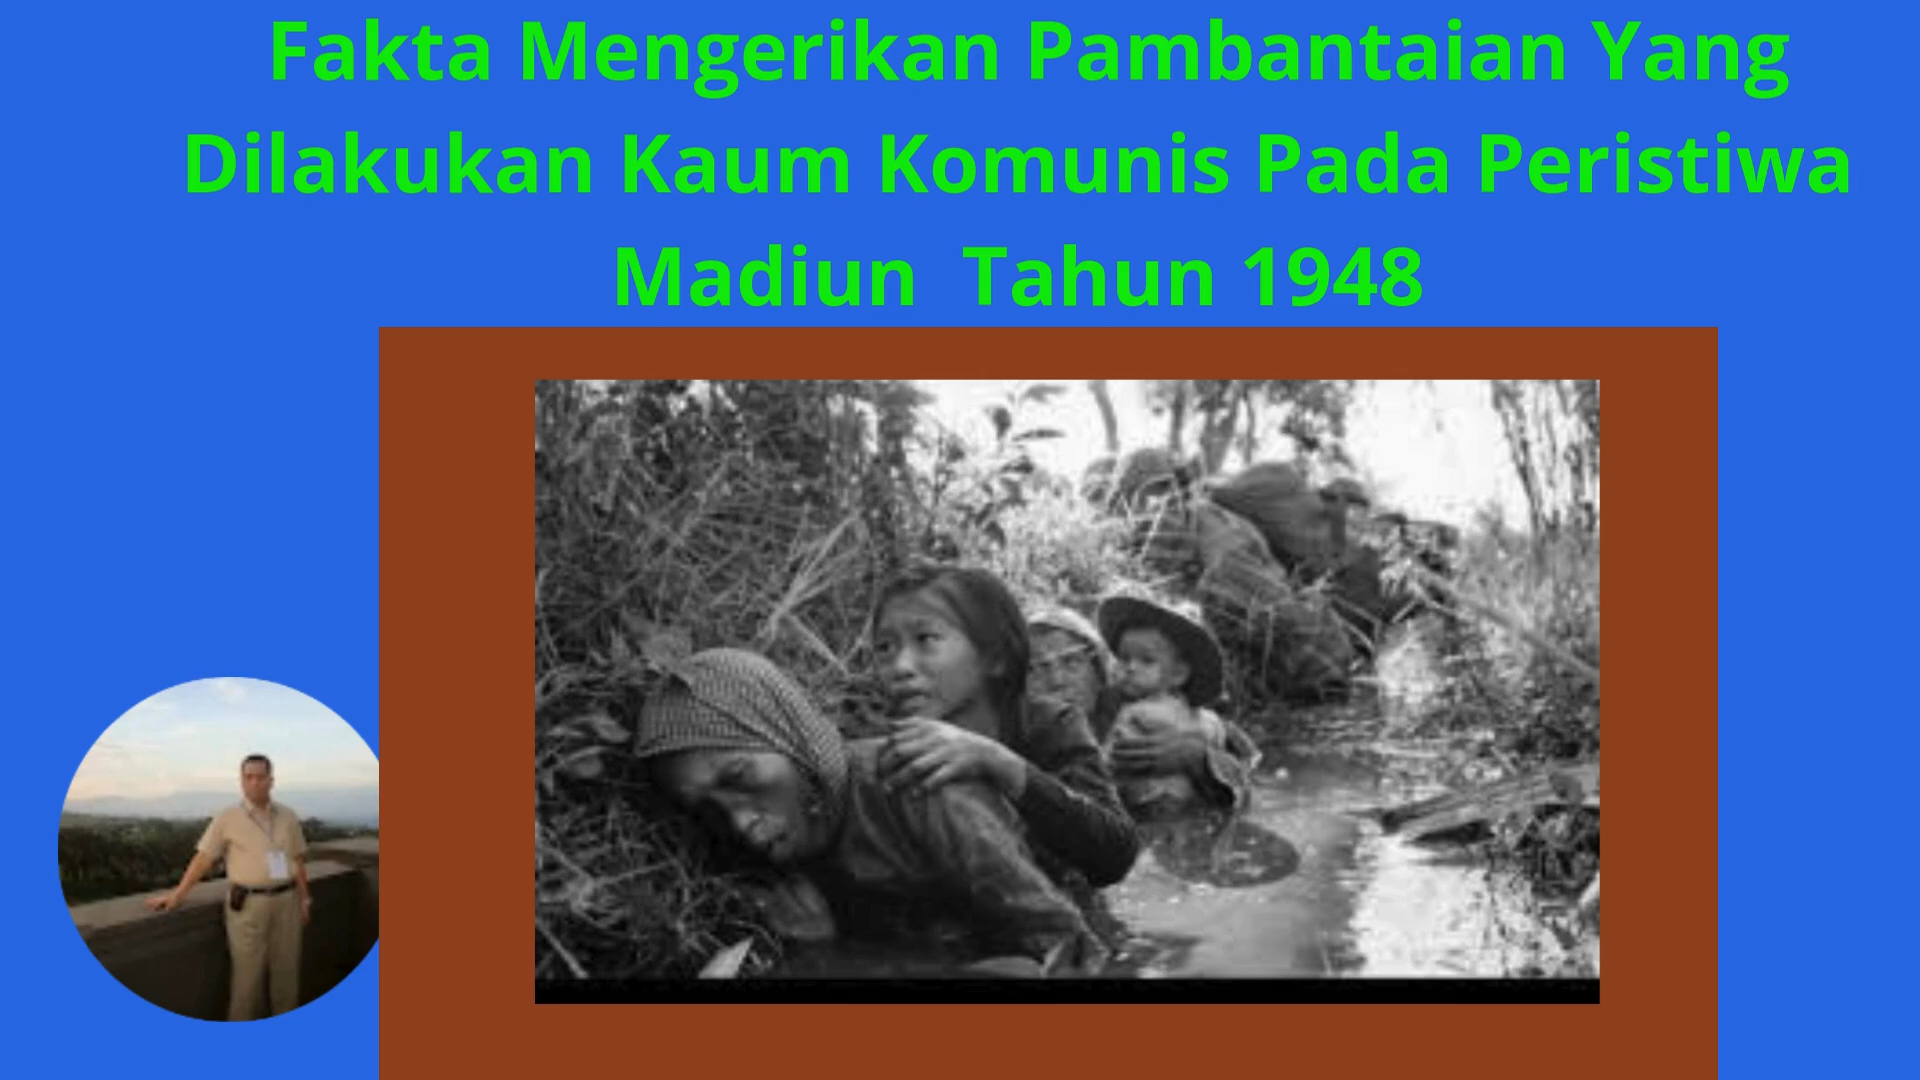 Fakta Mengerikan Pambantaian Yang
Dilakukan Kaum Komunis Pada Peristiwa
Madiun Tahun 1948